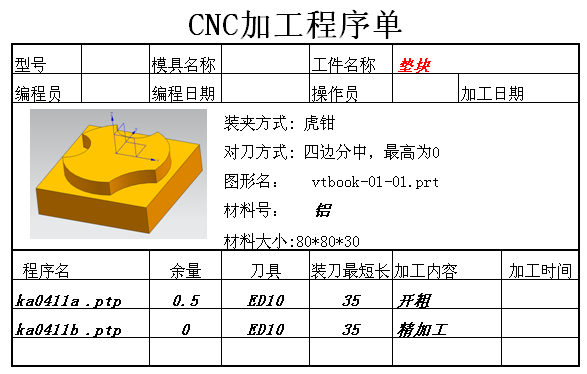 CNC加工程序单
型号 模具名称 工件名称 垫块
编程员 编程日期 操作员 加工日期
装夹方式: 虎钳
对刀方式: 四边分中，最高为0
图形名： vtbook-01-01.prt
材料号： 铝
材料大小:80*80*30
程序名 余量 刀具 装刀最短长 加工内容 加工时间
ka0411a.ptp 0.5 ED10 35 开粗
ka0411b.ptp 0 ED10 35 精加工